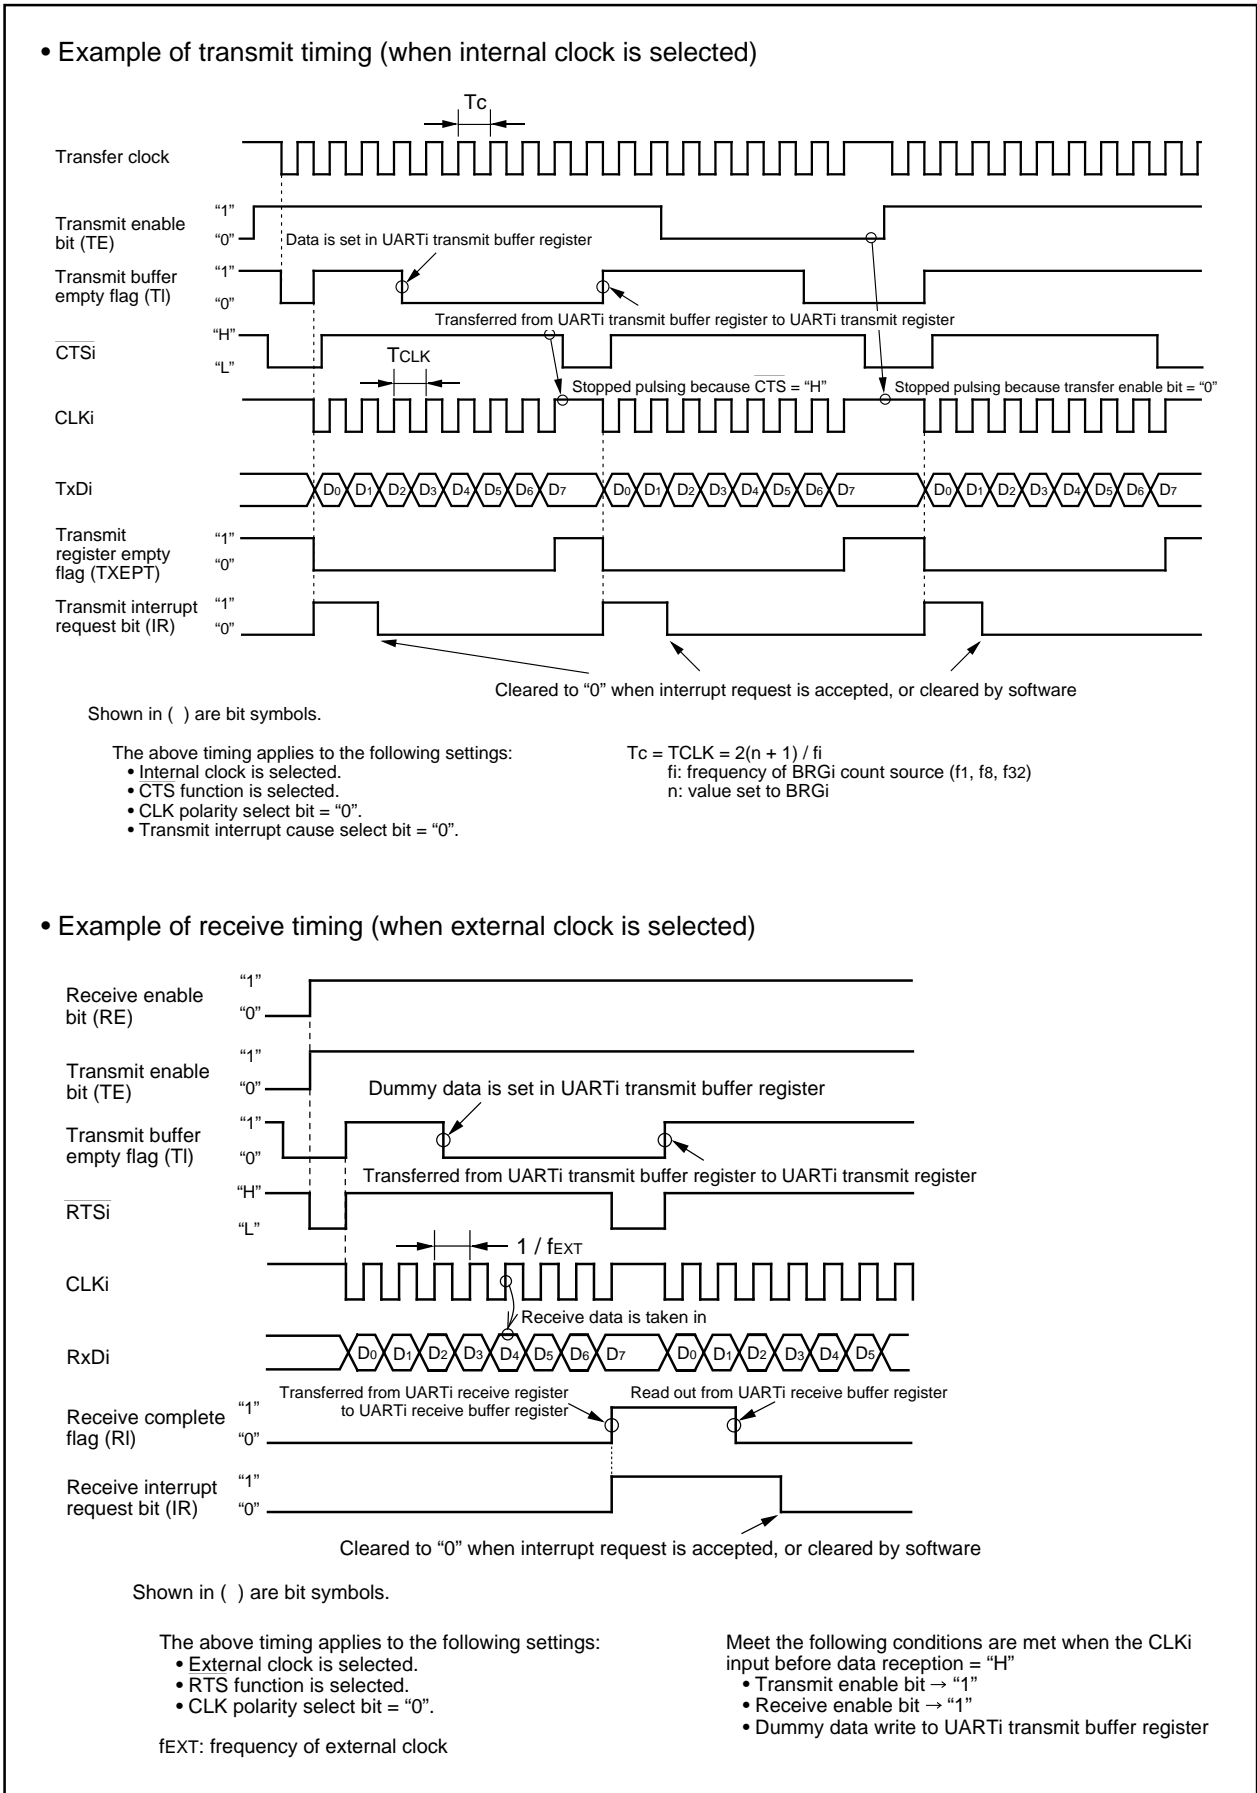 • Example of transmit timing (when internal clock is selected)
Tc
Transfer clock
Transmit enable
bit (TE)
“1”
“0”
Data is set in UARTi transmit buffer register
Transmit buffer
empty flag (TI)
“1”
“0”
Transferred from UARTi transmit buffer register to UARTi transmit register
CTSi
“H”
“L”
TCLK
Stopped pulsing because CTS = “H”
Stopped pulsing because transfer enable bit = “0”
CLKi
TxDi
D0 D1 D2 D3 D4 D5 D6 D7 D0 D1 D2 D3 D4 D5 D6 D7 D0 D1 D2 D3 D4 D5 D6 D7
Transmit
register empty
flag (TXEPT)
“1”
“0”
Transmit interrupt
request bit (IR)
“1”
“0”
Cleared to “0” when interrupt request is accepted, or cleared by software
Shown in ( ) are bit symbols.
The above timing applies to the following settings:
• Internal clock is selected.
• CTS function is selected.
• CLK polarity select bit = “0”.
• Transmit interrupt cause select bit = “0”.
Tc = TCLK = 2(n + 1) / fi
fi: frequency of BRGi count source (f1, f8, f32)
n: value set to BRGi
• Example of receive timing (when external clock is selected)
Receive enable
bit (RE)
“1”
“0”
Transmit enable
bit (TE)
“1”
“0”
Dummy data is set in UARTi transmit buffer register
Transmit buffer
empty flag (TI)
“1”
“0”
Transferred from UARTi transmit buffer register to UARTi transmit register
RTSi
“H”
“L”
1 / fEXT
CLKi
Receive data is taken in
RxDi
D0 D1 D2 D3 D4 D5 D6 D7 D0 D1 D2 D3 D4 D5
Transferred from UARTi receive register
to UARTi receive buffer register
Read out from UARTi receive buffer register
Receive complete
flag (RI)
“1”
“0”
Receive interrupt
request bit (IR)
“1”
“0”
Cleared to “0” when interrupt request is accepted, or cleared by software
Shown in ( ) are bit symbols.
The above timing applies to the following settings:
• External clock is selected.
• RTS function is selected.
• CLK polarity select bit = “0”.
fEXT: frequency of external clock
Meet the following conditions are met when the CLKi
input before data reception = “H”
• Transmit enable bit → “1”
• Receive enable bit → “1”
• Dummy data write to UARTi transmit buffer register